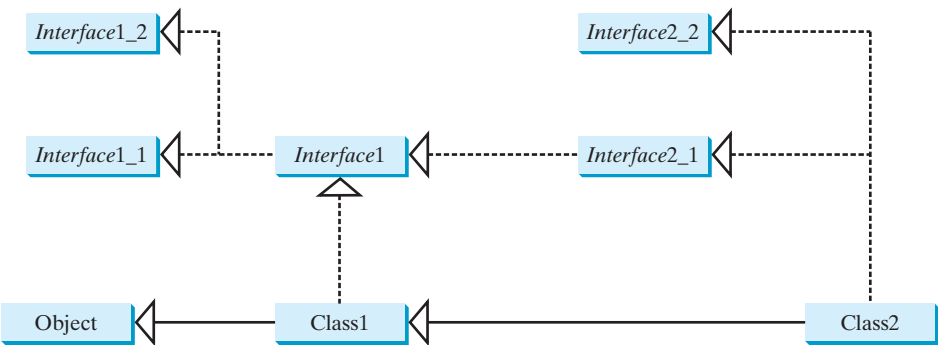 Interface1_2
Interface2_2
Interface1_1
Interface1
Interface2_1
Object
Class1
Class2